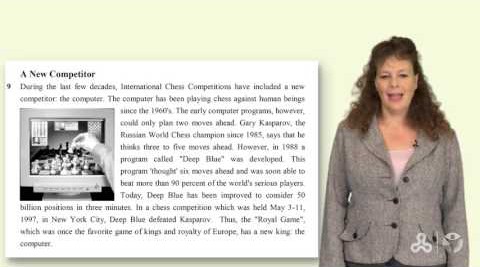 A New Competitor
9 During the last few decades, International Chess Competitions have included a new
competitor: the computer. The computer has been playing chess against human beings
since the 1960's. The early computer programs, however,
could only plan two moves ahead. Gary Kasparov, the
Russian World Chess champion since 1985, says that he
thinks three to five moves ahead. However, in 1988 a
program called "Deep Blue" was developed. This
program 'thought' six moves ahead and was soon able to
beat more than 90 percent of the world's serious players.
Today, Deep Blue has been improved to consider 50
billion positions in three minutes. In a chess competition which was held May 3-11,
1997, in New York City, Deep Blue defeated Kasparov. Thus, the "Royal Game",
which was once the favorite game of kings and royalty of Europe, has a new king: the
computer.